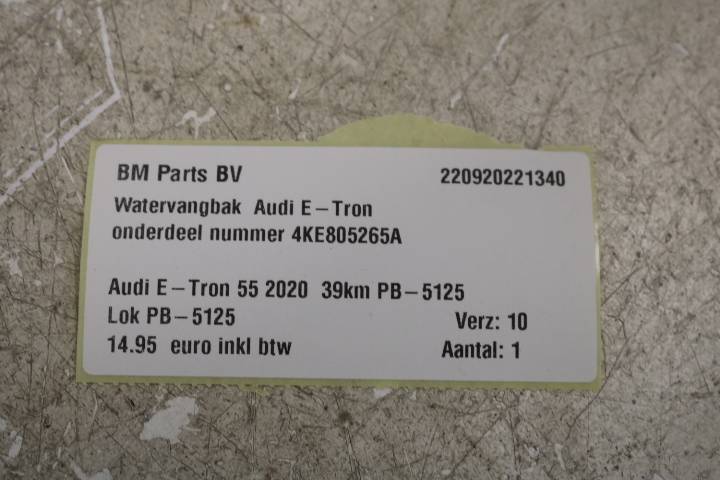 BM Parts BV 220920221340
Watervangbak Audi E-Tron
onderdeel nummer 4KE805265A
Audi E-Tron 55 2020 39km PB-5125
Lok PB-5125 Verz: 10
14.95 euro inkl btw Aantal: 1